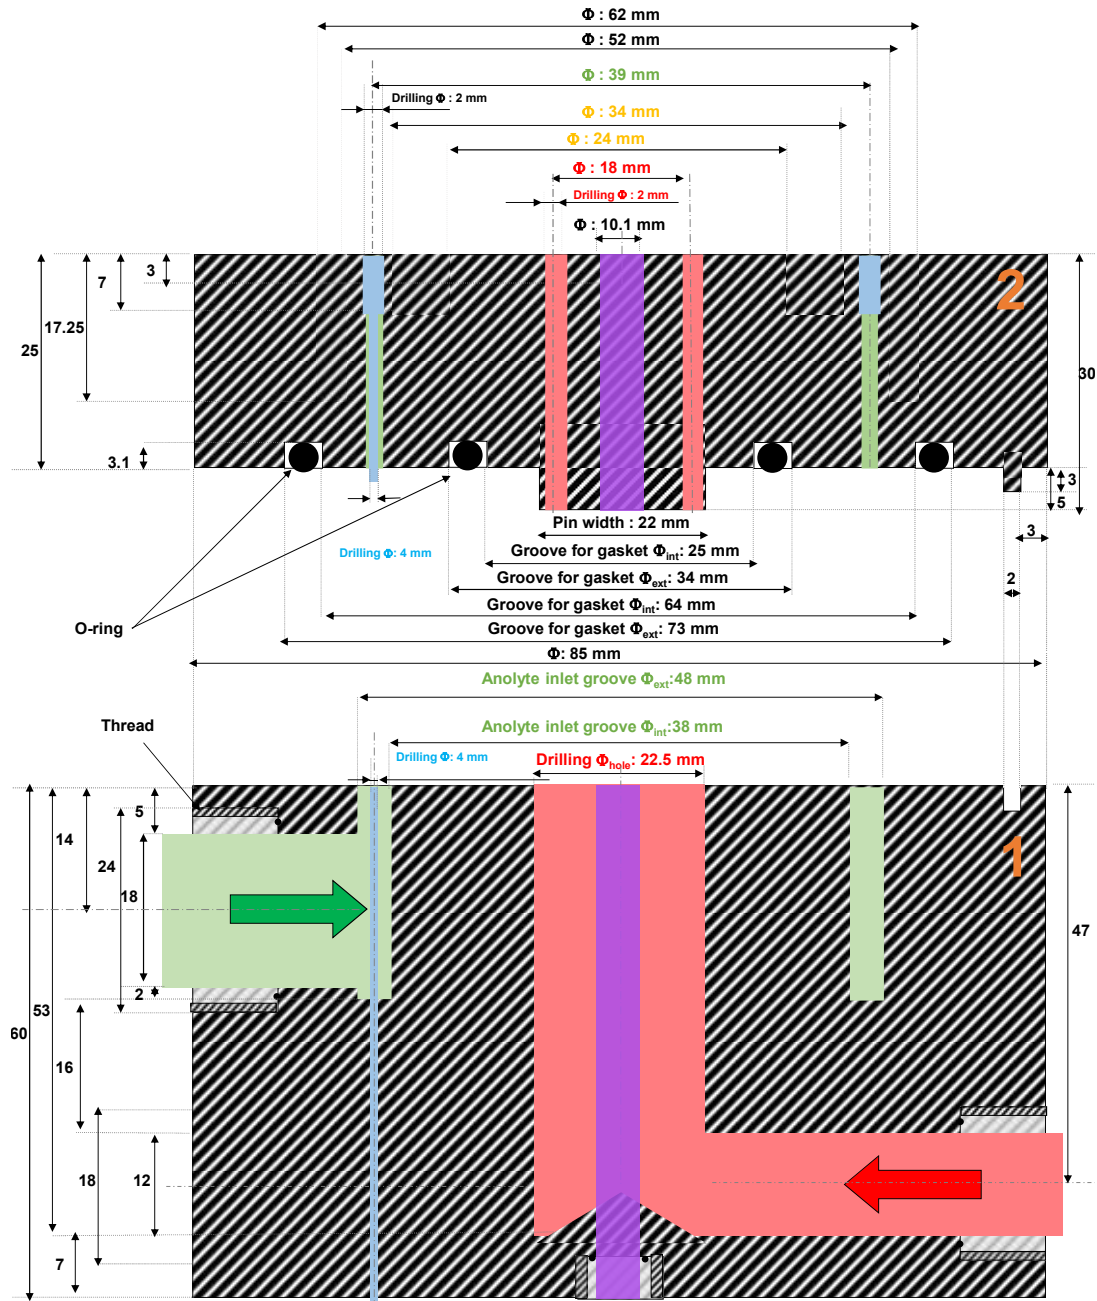 Φ : 62 mm
Φ : 52 mm
Φ : 39 mm
Drilling Φ : 2 mm
Φ : 34 mm
Φ : 24 mm
Φ : 18 mm
Drilling Φ : 2 mm
Φ : 10.1 mm
3
7
17.25
25
3.1
2
30
3
5
3
2
Pin width : 22 mm
Drilling Φ: 4 mm
Groove for gasket Φint: 25 mm
Groove for gasket Φext: 34 mm
Groove for gasket Φint: 64 mm
O-ring
Groove for gasket Φext: 73 mm
Φ: 85 mm
Anolyte inlet groove Φext:48 mm
Thread
Anolyte inlet groove Φint:38 mm
Drilling Φ: 4 mm
Drilling Φhole: 22.5 mm
5
14
24
18
1
47
2
53
60
16
18
12
7